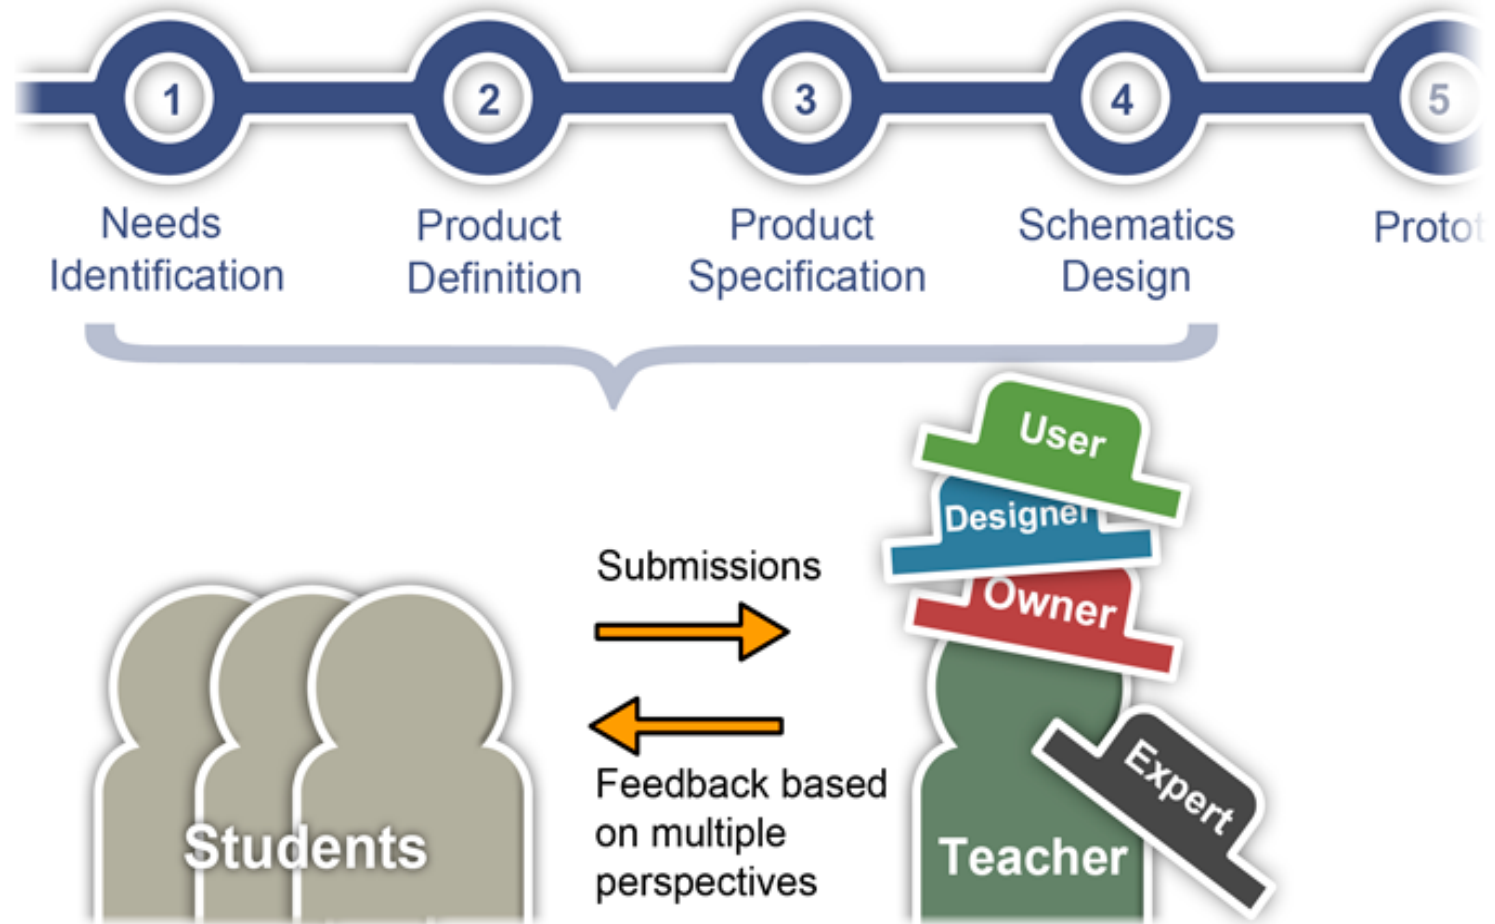 1
2
3
4
5
Needs
Identification
Product
Definition
Product
Specification
Schematics
Design
Protot
User
Designer
Owner
Expert
Submissions
Feedback based
on multiple
perspectives
Students
Teacher